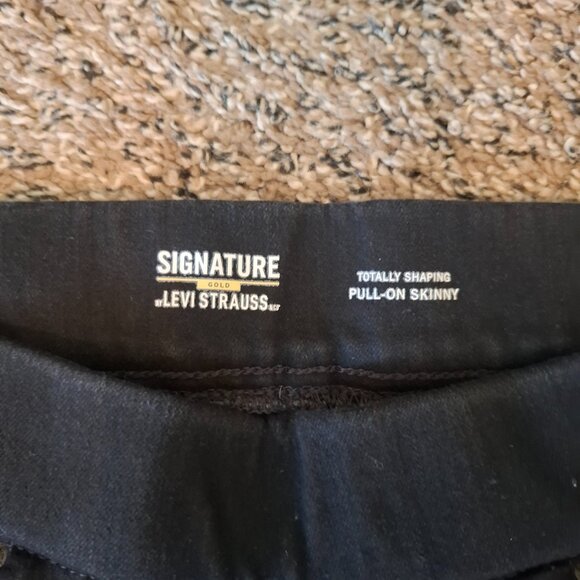 SIGNATURE
GOLD
BY LEVI STRAUSS & CO
TOTALLY SHAPING
PULL-ON SKINNY